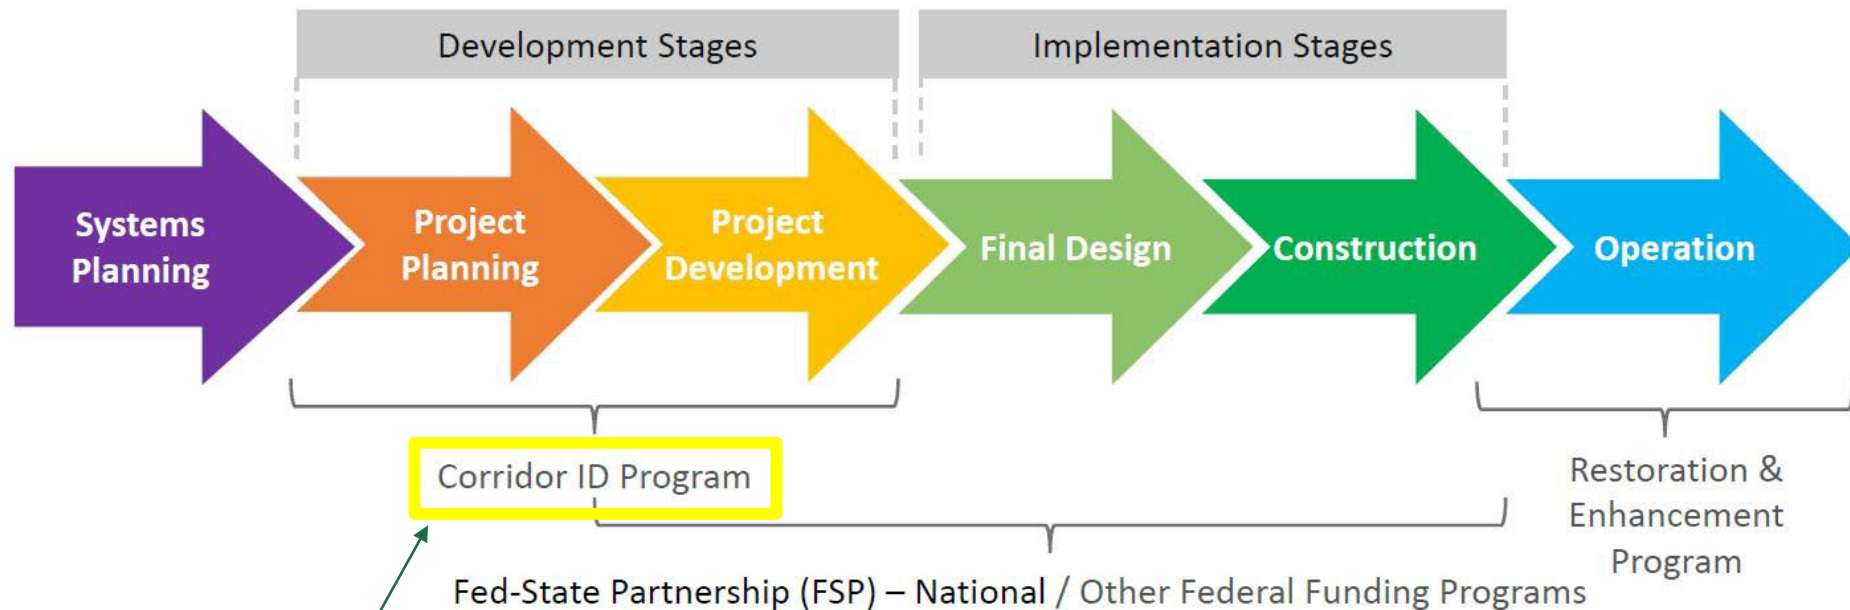 Development Stages
Implementation Stages
Systems
Planning
Project
Planning
Project
Development
Final Design
Construction
Operation
Corridor ID Program
Restoration &
Enhancement
Program
Fed-State Partnership (FSP) – National / Other Federal Funding Programs